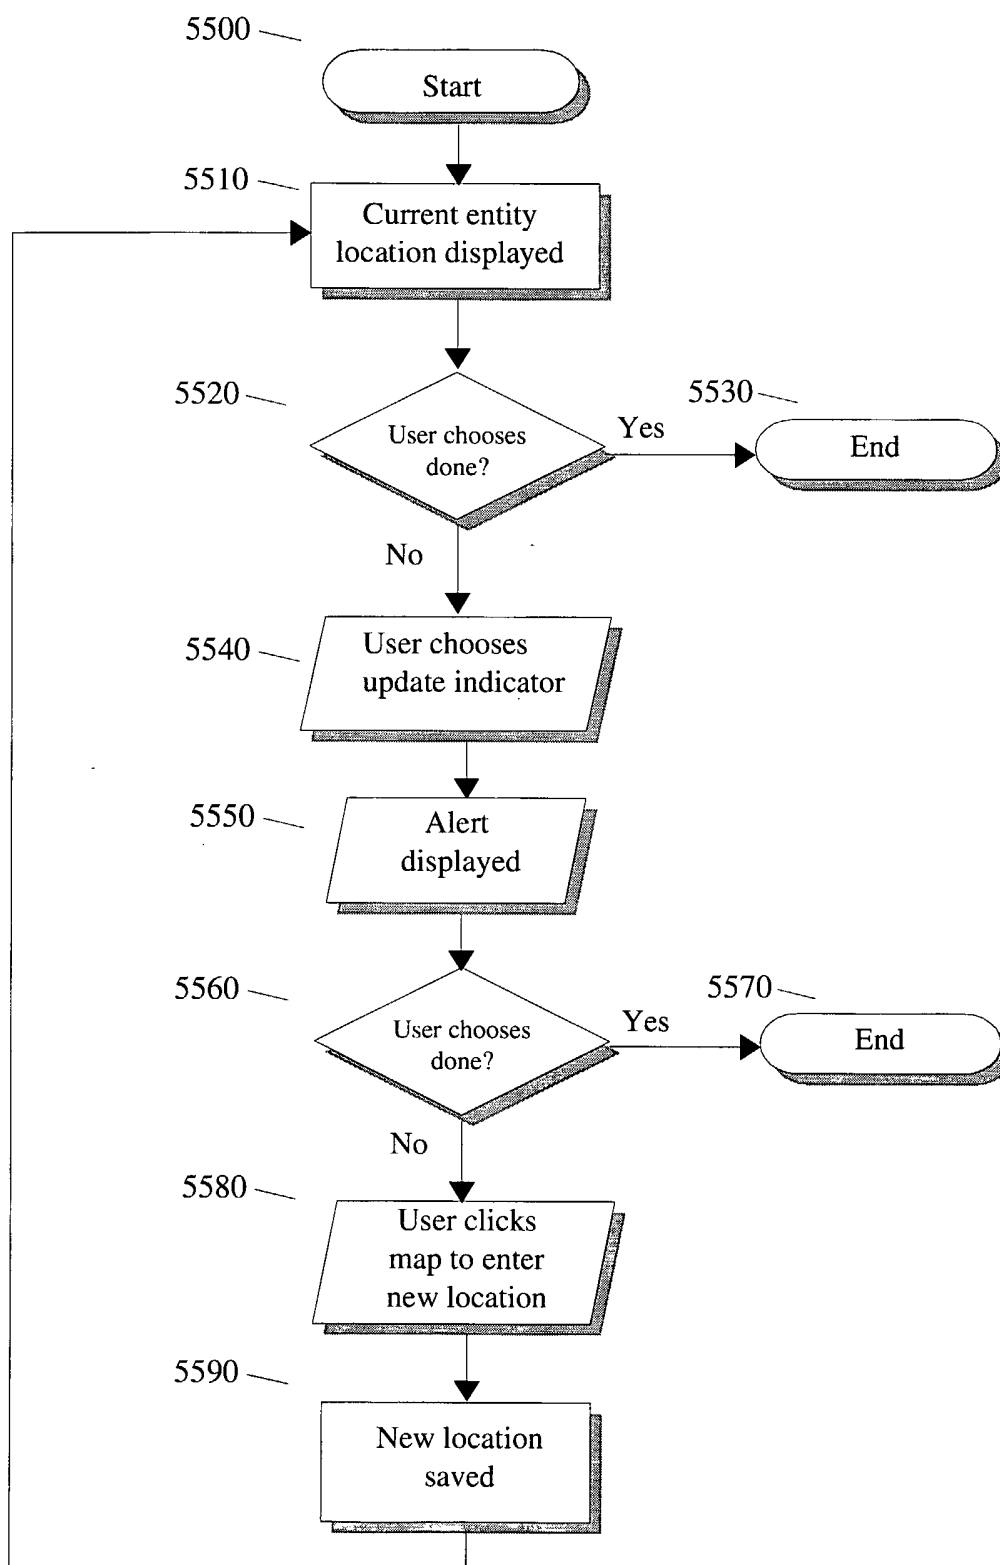 5500
Start
5510
Current entity
location displayed
5520
User chooses
done?
Yes
5530
End
No
5540
User chooses
update indicator
5550
Alert
displayed
5560
User chooses
done?
Yes
5570
End
No
5580
User clicks
map to enter
new location
5590
New location
saved